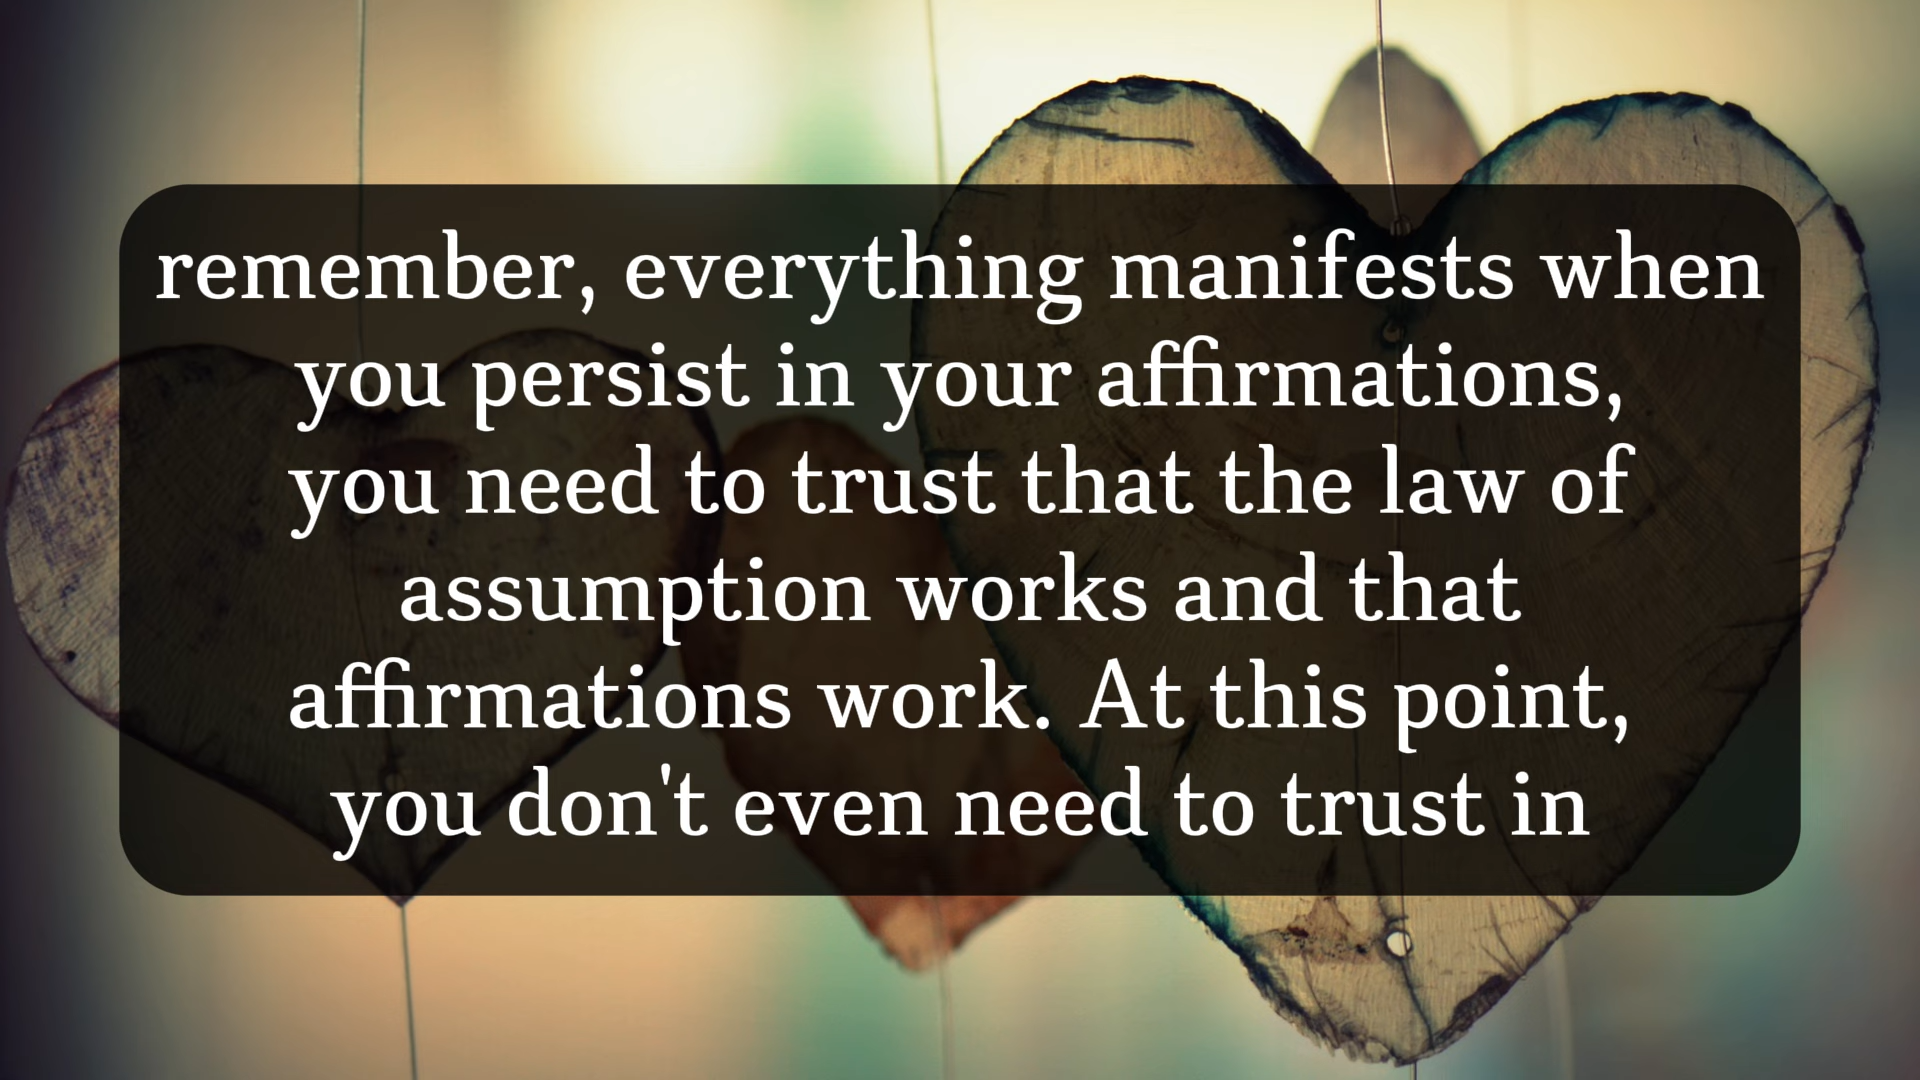 remember, everything manifests when
you persist in your affirmations,
you need to trust that the law of
assumption works and that
affirmations work. At this point,
you don't even need to trust in